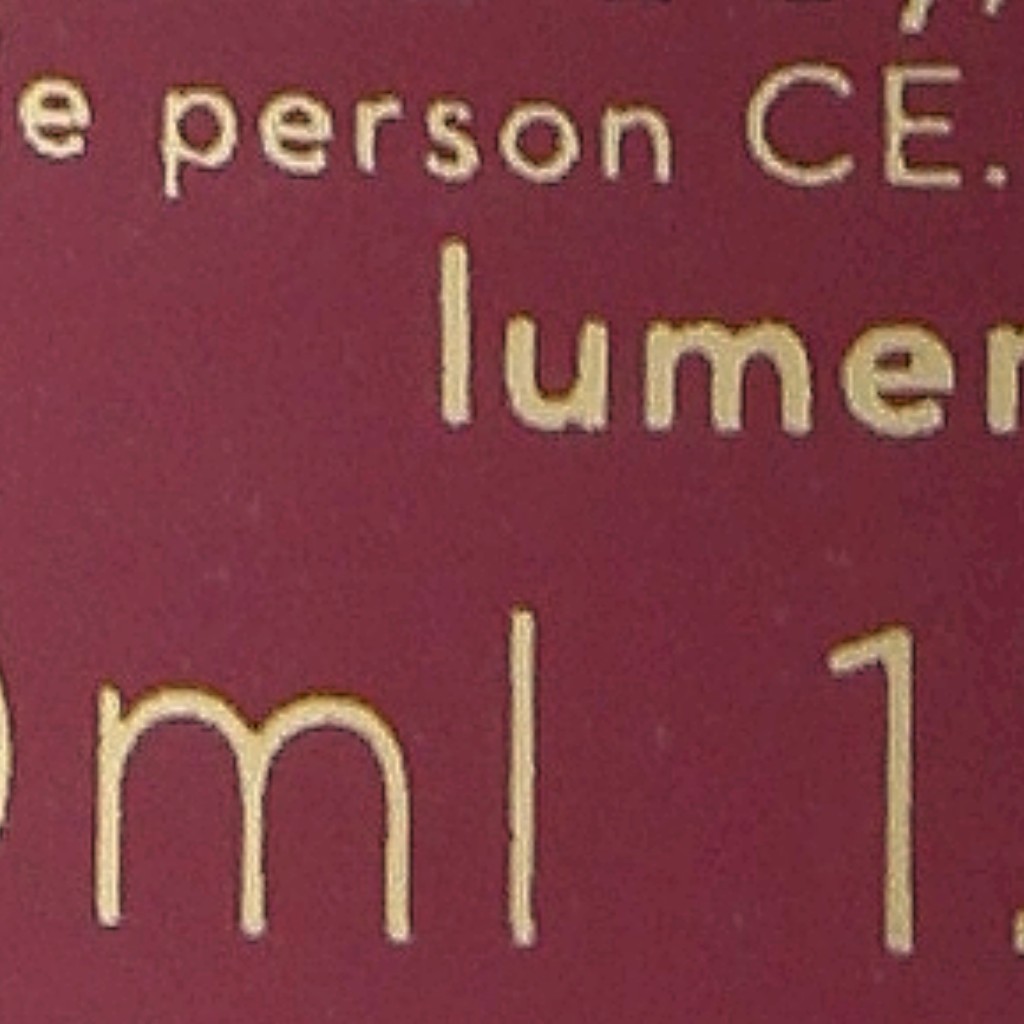 e person CE.
lumer
ml 1.